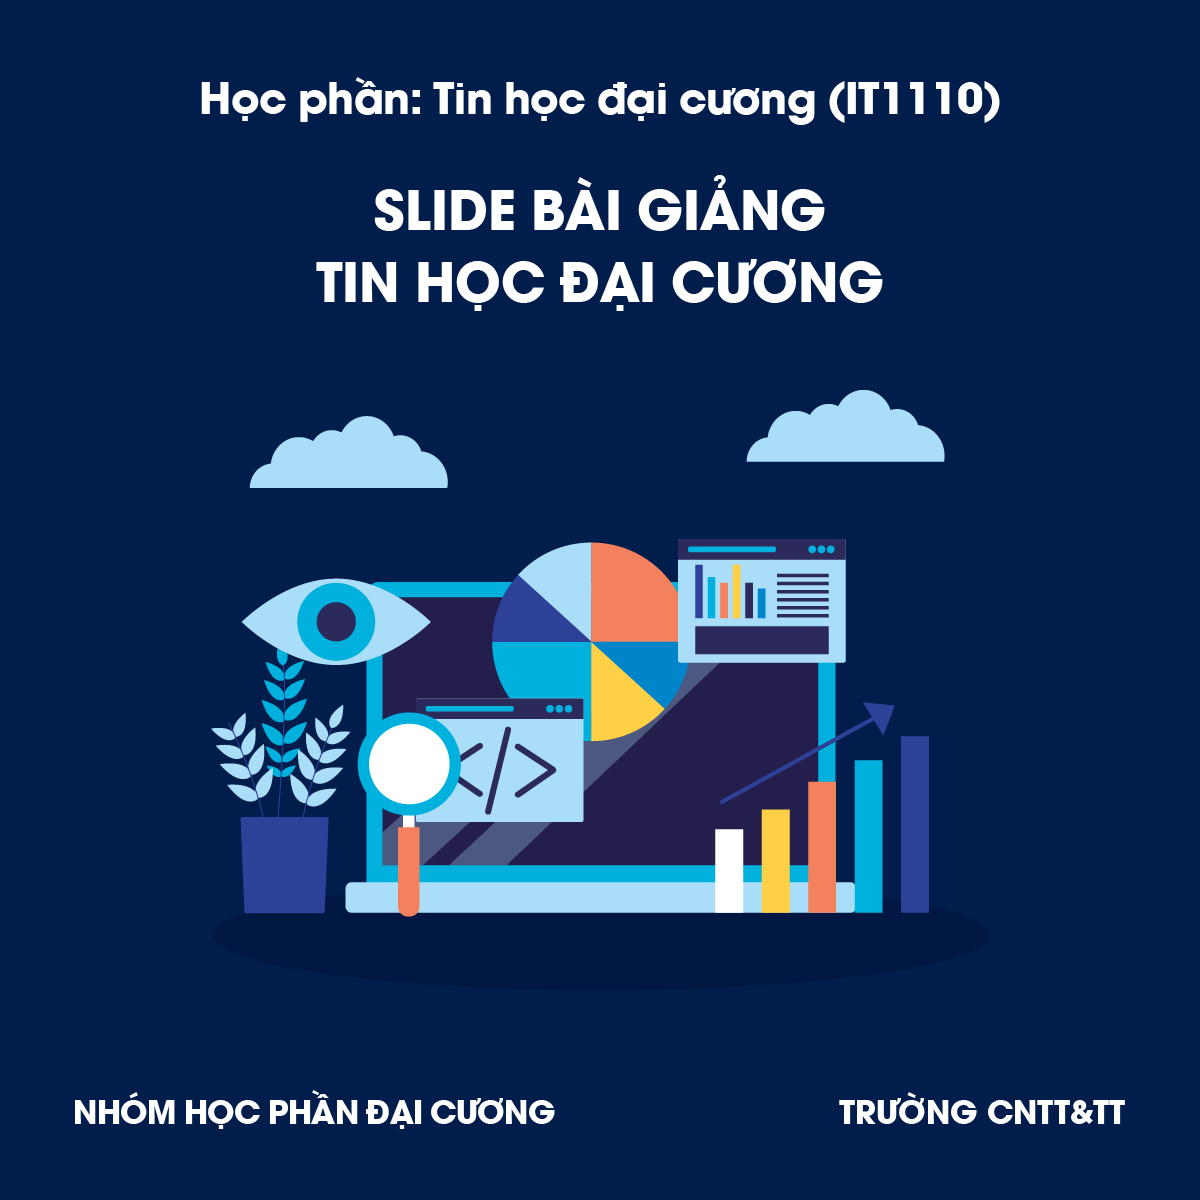 Học phần: Tin học đại cương (IT1110)
SLIDE BÀI GIẢNG
TIN HỌC ĐẠI CƯƠNG
</>
NHÓM HỌC PHẦN ĐẠI CƯƠNG
TRƯỜNG CNTT&TT